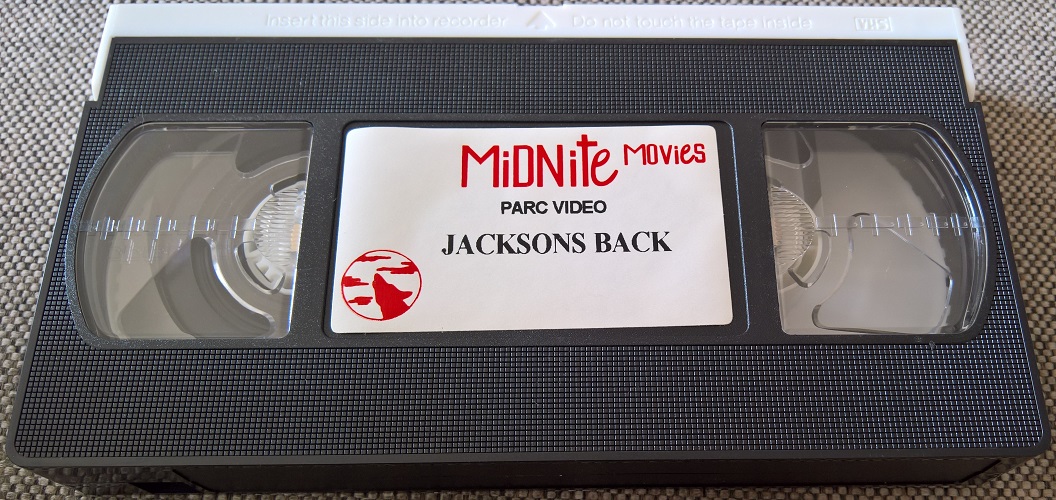 Insert this side into recorder Do not touch the tape inside VHS
MiDNite MOVies
PARC VIDEO
JACKSONS BACK